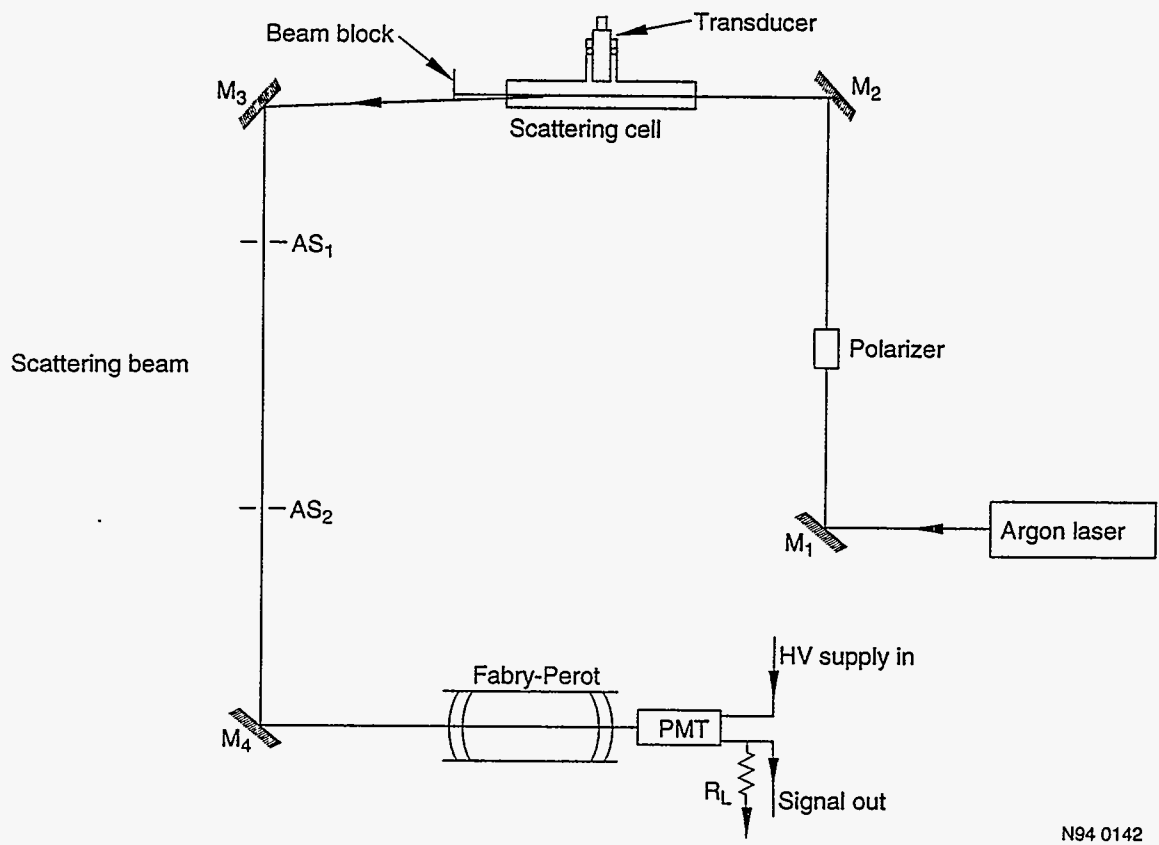 Transducer
Beam block
M3
M2
Scattering cell
AS1
Polarizer
Scattering beam
AS2
M1
Argon laser
HV supply in
Fabry-Perot
PMT
M4
RL
Signal out
N94 0142